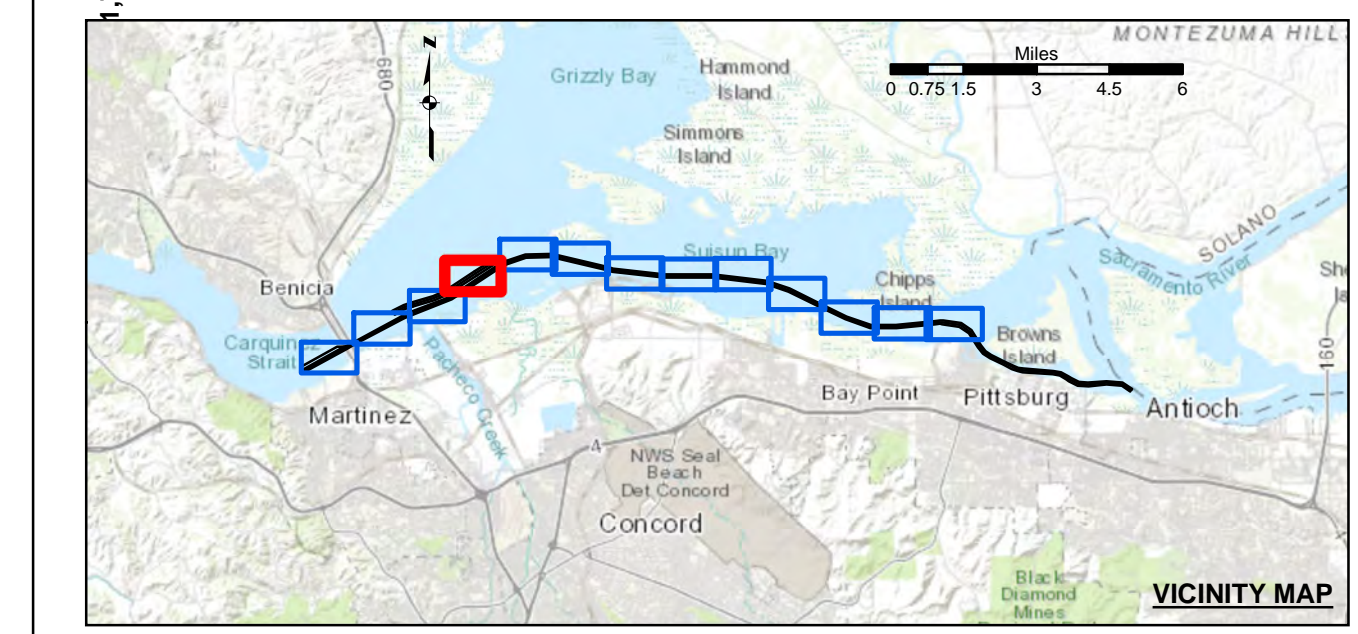 MONTEZUMA HILL
N
Miles
0 0.75 1.5 3 4.5 6
680
Grizzly Bay
Hammond
Island
Simmons
Island
SOLANO
Suisun Bay
Sacramento River
Chipps
Island
Benicia
Carquinez
Strait
Browns
Island
160
Pacheco Creek
Bay Point
Pittsburg
Martinez
Antioch
4
NWS Seal
Beach
Det Concord
Concord
Black
Diamond
Mines
VICINITY MAP